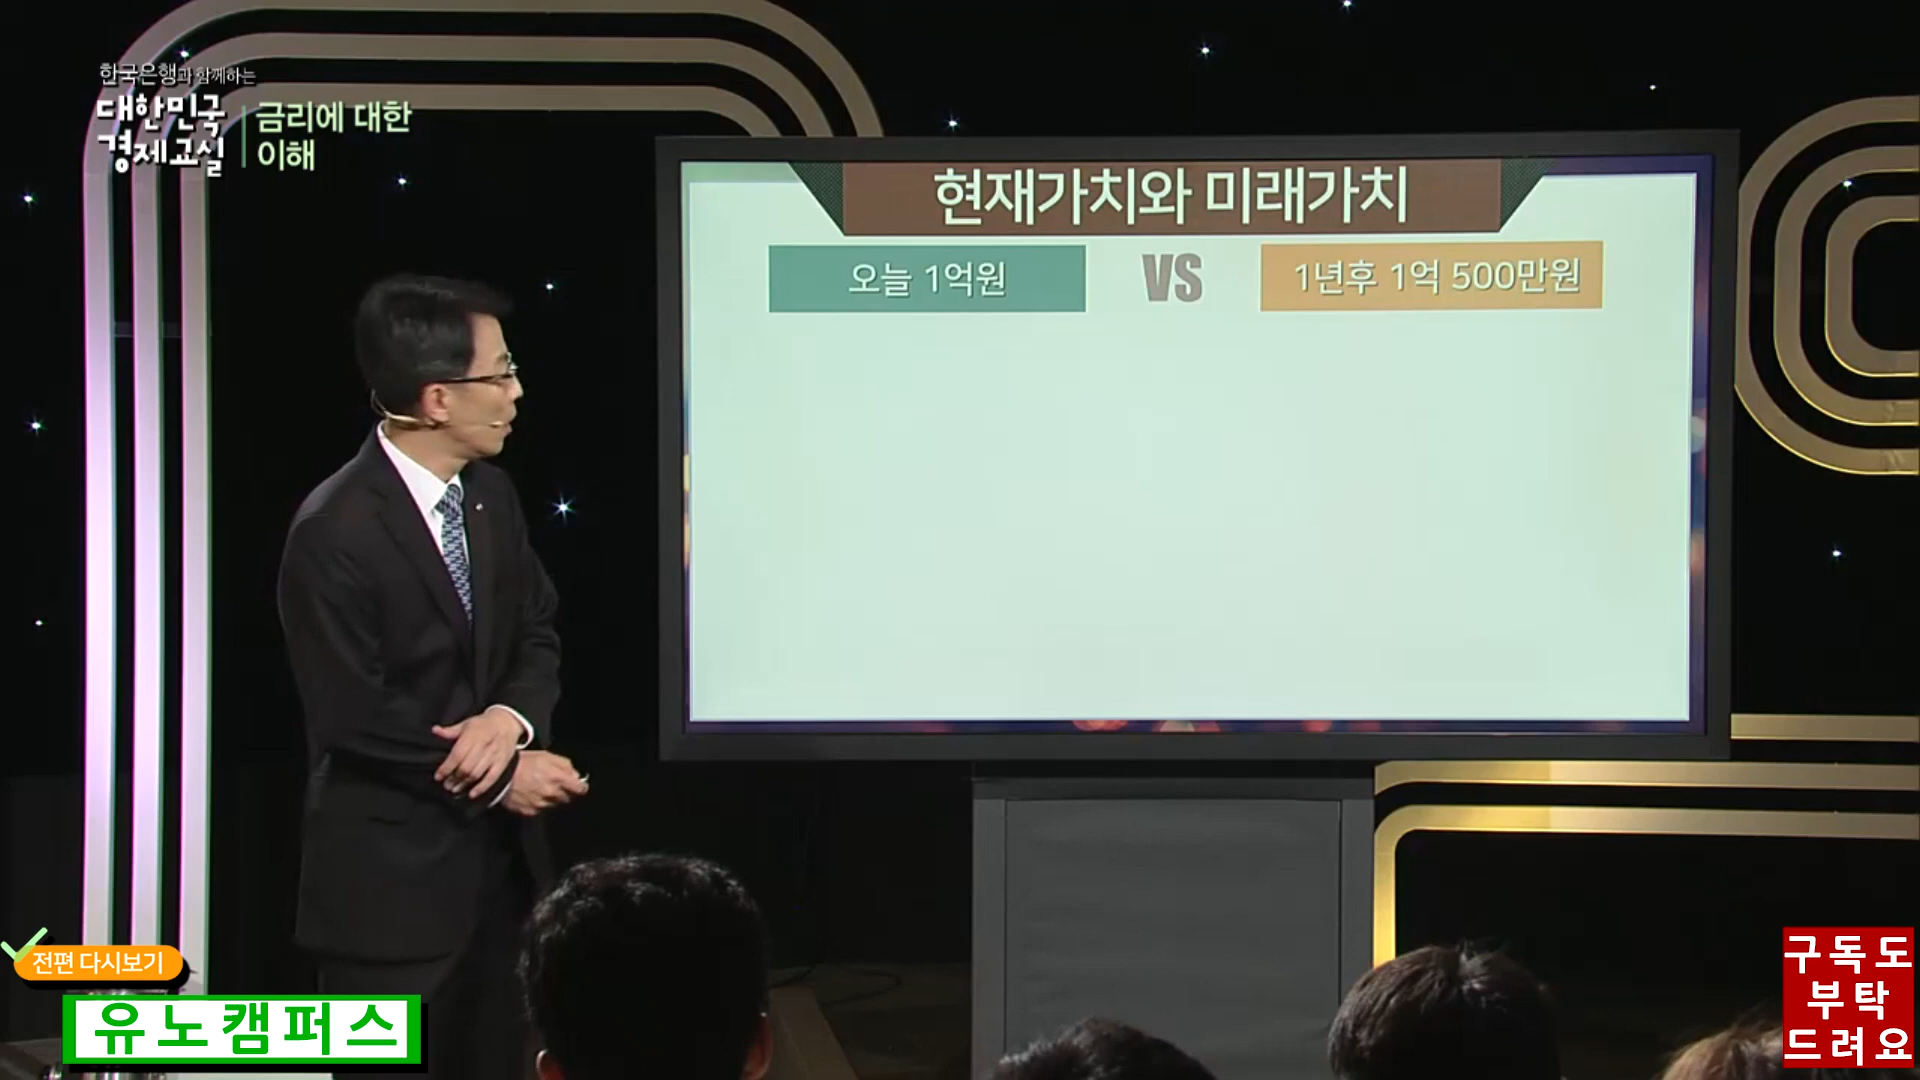 한국은행과 함께하는
대한민국
경제교실
금리에 대한
이해
현재가치와 미래가치
오늘 1억원
VS
1년후 1억 500만원
전편 다시보기
유노캠퍼스
구독도
부탁
드려요